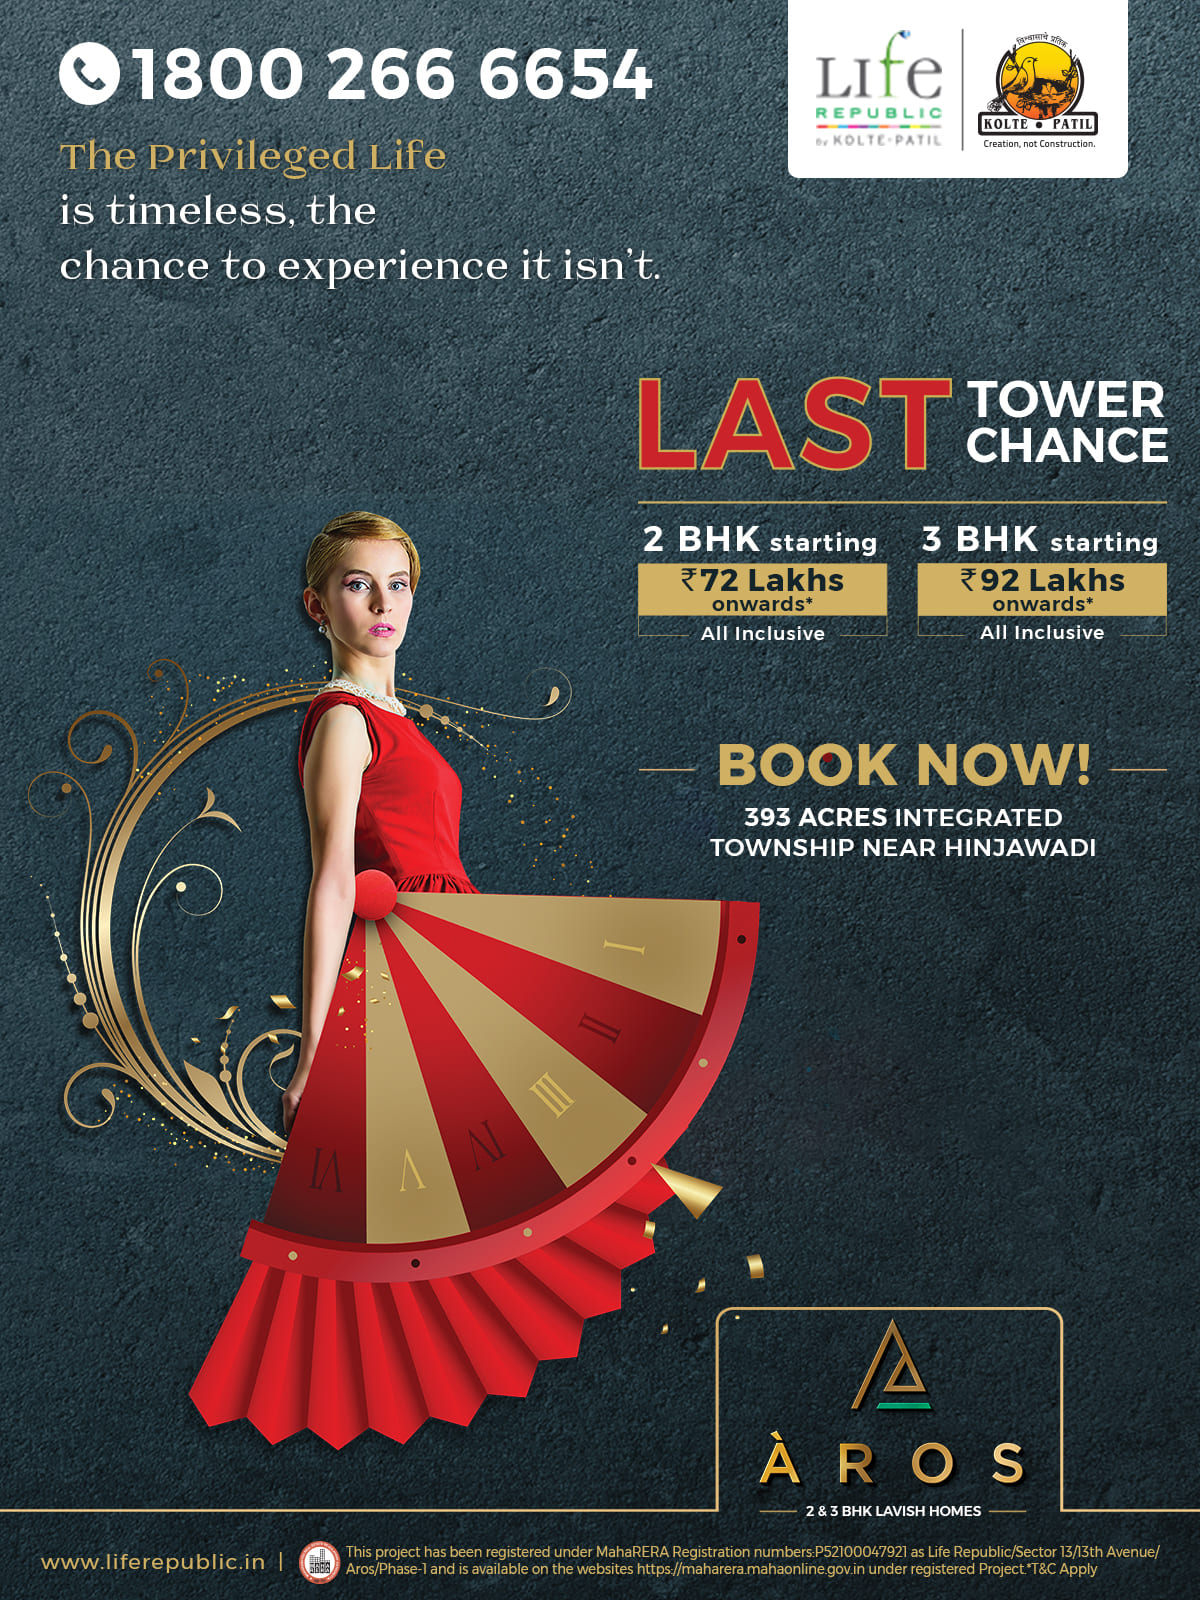 1800 266 6654
LIfe
REPUBLIC
by KOLTE-PATIL
विश्वासाचे प्रतिक
KOLTE • PATIL
Creation, not Construction.
The Privileged Life
is timeless, the
chance to experience it isn't.
LAST TOWER
CHANCE
2 BHK starting
₹72 Lakhs
onwards*
All Inclusive
3 BHK starting
₹92 Lakhs
onwards*
All Inclusive
BOOK NOW!
393 ACRES INTEGRATED
TOWNSHIP NEAR HINJAWADI
I
II
III
IV
V
VI
ÀROS
2 & 3 BHK LAVISH HOMES
www.liferepublic.in |
This project has been registered under MahaRERA Registration numbers:P52100047921 as Life Republic/Sector 13/13th Avenue/
Aros/Phase-1 and is available on the websites https://maharera.mahaonline.gov.in under registered Project.*T&C Apply